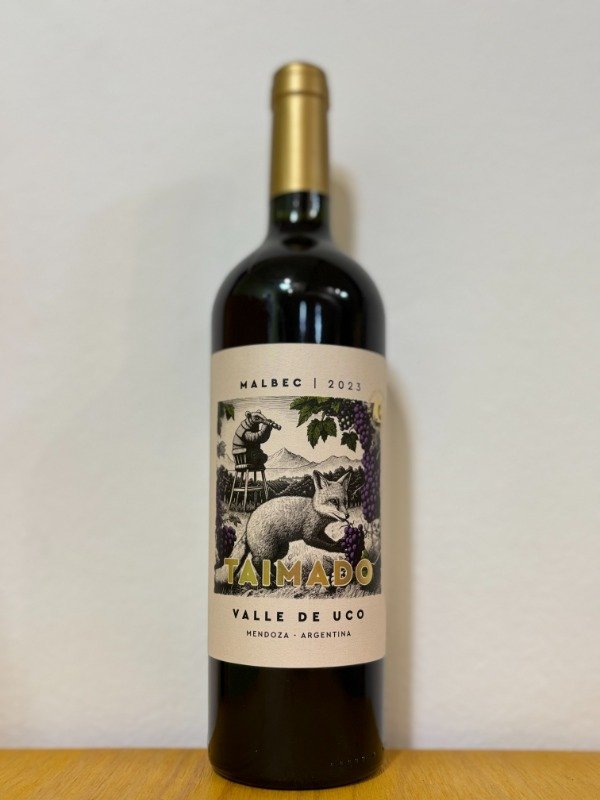 MALBEC | 2023
TAIMADO
VALLE DE UCO
MENDOZA · ARGENTINA